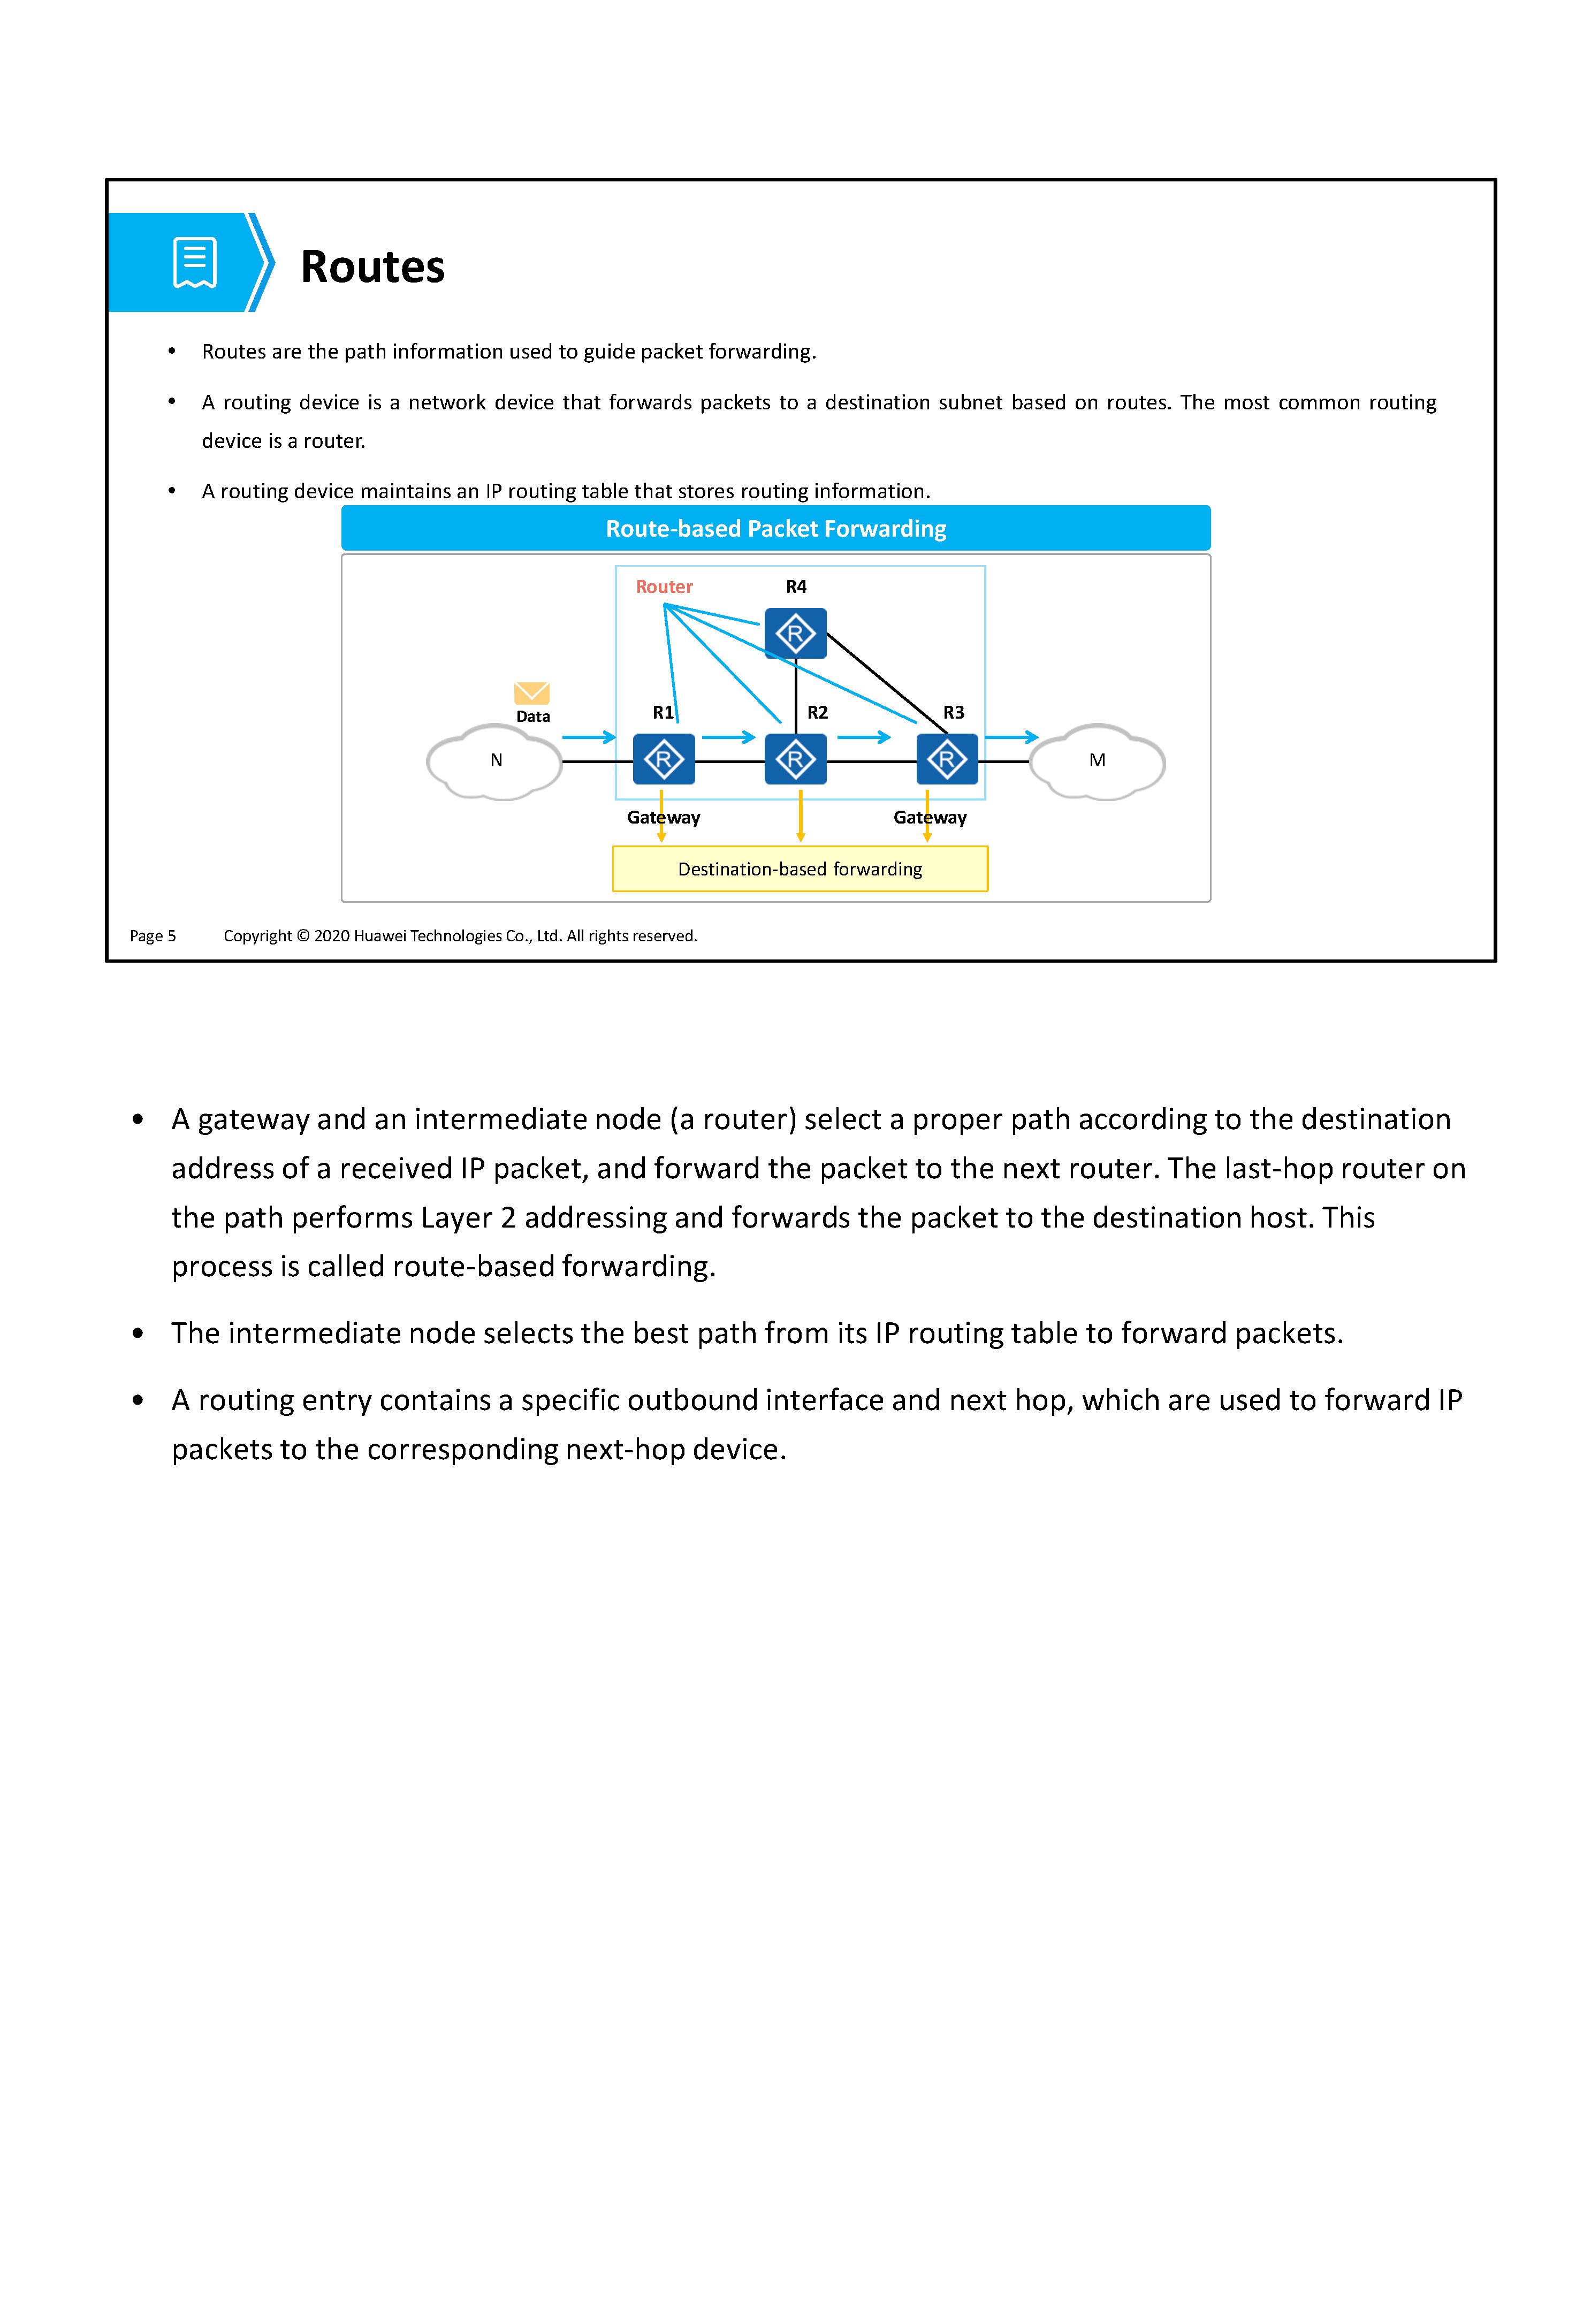 Routes
• Routes are the path information used to guide packet forwarding.
• A routing device is a network device that forwards packets to a destination subnet based on routes. The most common routing
device is a router.
• A routing device maintains an IP routing table that stores routing information.
Route-based Packet Forwarding
Router
R4
Data
R1
R2
R3
N
R
R
R
R
M
Gateway
Gateway
Destination-based forwarding
Page 5 Copyright © 2020 Huawei Technologies Co., Ltd. All rights reserved.
• A gateway and an intermediate node (a router) select a proper path according to the destination
address of a received IP packet, and forward the packet to the next router. The last-hop router on
the path performs Layer 2 addressing and forwards the packet to the destination host. This
process is called route-based forwarding.
• The intermediate node selects the best path from its IP routing table to forward packets.
• A routing entry contains a specific outbound interface and next hop, which are used to forward IP
packets to the corresponding next-hop device.